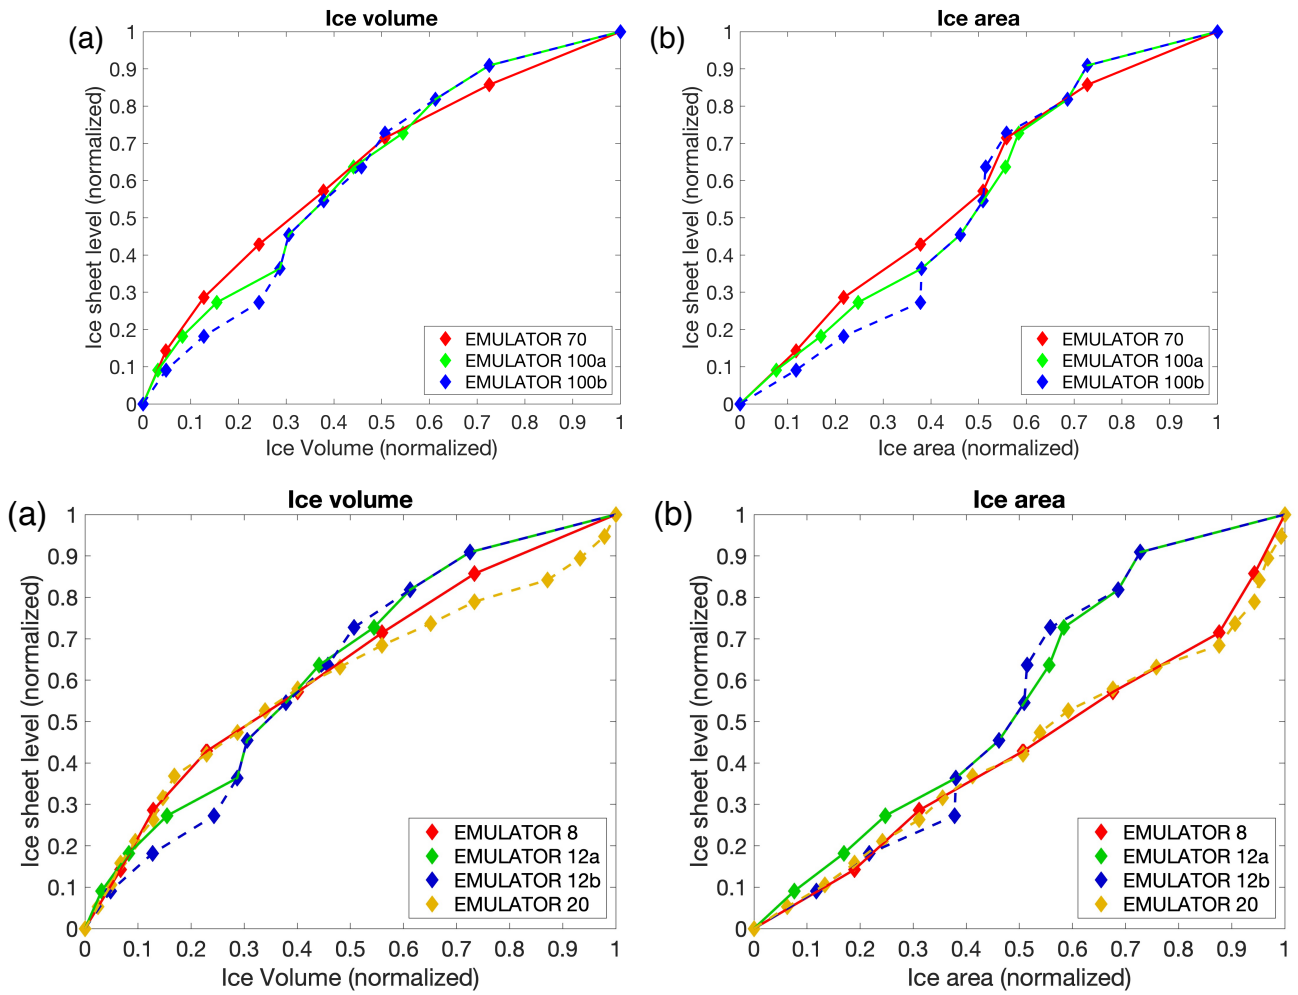 (a)
Ice volume
Ice sheet level (normalized)
1
0.9
0.8
0.7
0.6
0.5
0.4
0.3
0.2
0.1
0
0 0.1 0.2 0.3 0.4 0.5 0.6 0.7 0.8 0.9 1
Ice Volume (normalized)
EMULATOR 70
EMULATOR 100a
EMULATOR 100b
(b)
Ice area
Ice sheet level (normalized)
1
0.9
0.8
0.7
0.6
0.5
0.4
0.3
0.2
0.1
0
0 0.1 0.2 0.3 0.4 0.5 0.6 0.7 0.8 0.9 1
Ice area (normalized)
EMULATOR 70
EMULATOR 100a
EMULATOR 100b
(a)
Ice volume
Ice sheet level (normalized)
1
0.9
0.8
0.7
0.6
0.5
0.4
0.3
0.2
0.1
0
0 0.1 0.2 0.3 0.4 0.5 0.6 0.7 0.8 0.9 1
Ice Volume (normalized)
EMULATOR 8
EMULATOR 12a
EMULATOR 12b
EMULATOR 20
(b)
Ice area
Ice sheet level (normalized)
1
0.9
0.8
0.7
0.6
0.5
0.4
0.3
0.2
0.1
0
0 0.1 0.2 0.3 0.4 0.5 0.6 0.7 0.8 0.9 1
Ice area (normalized)
EMULATOR 8
EMULATOR 12a
EMULATOR 12b
EMULATOR 20